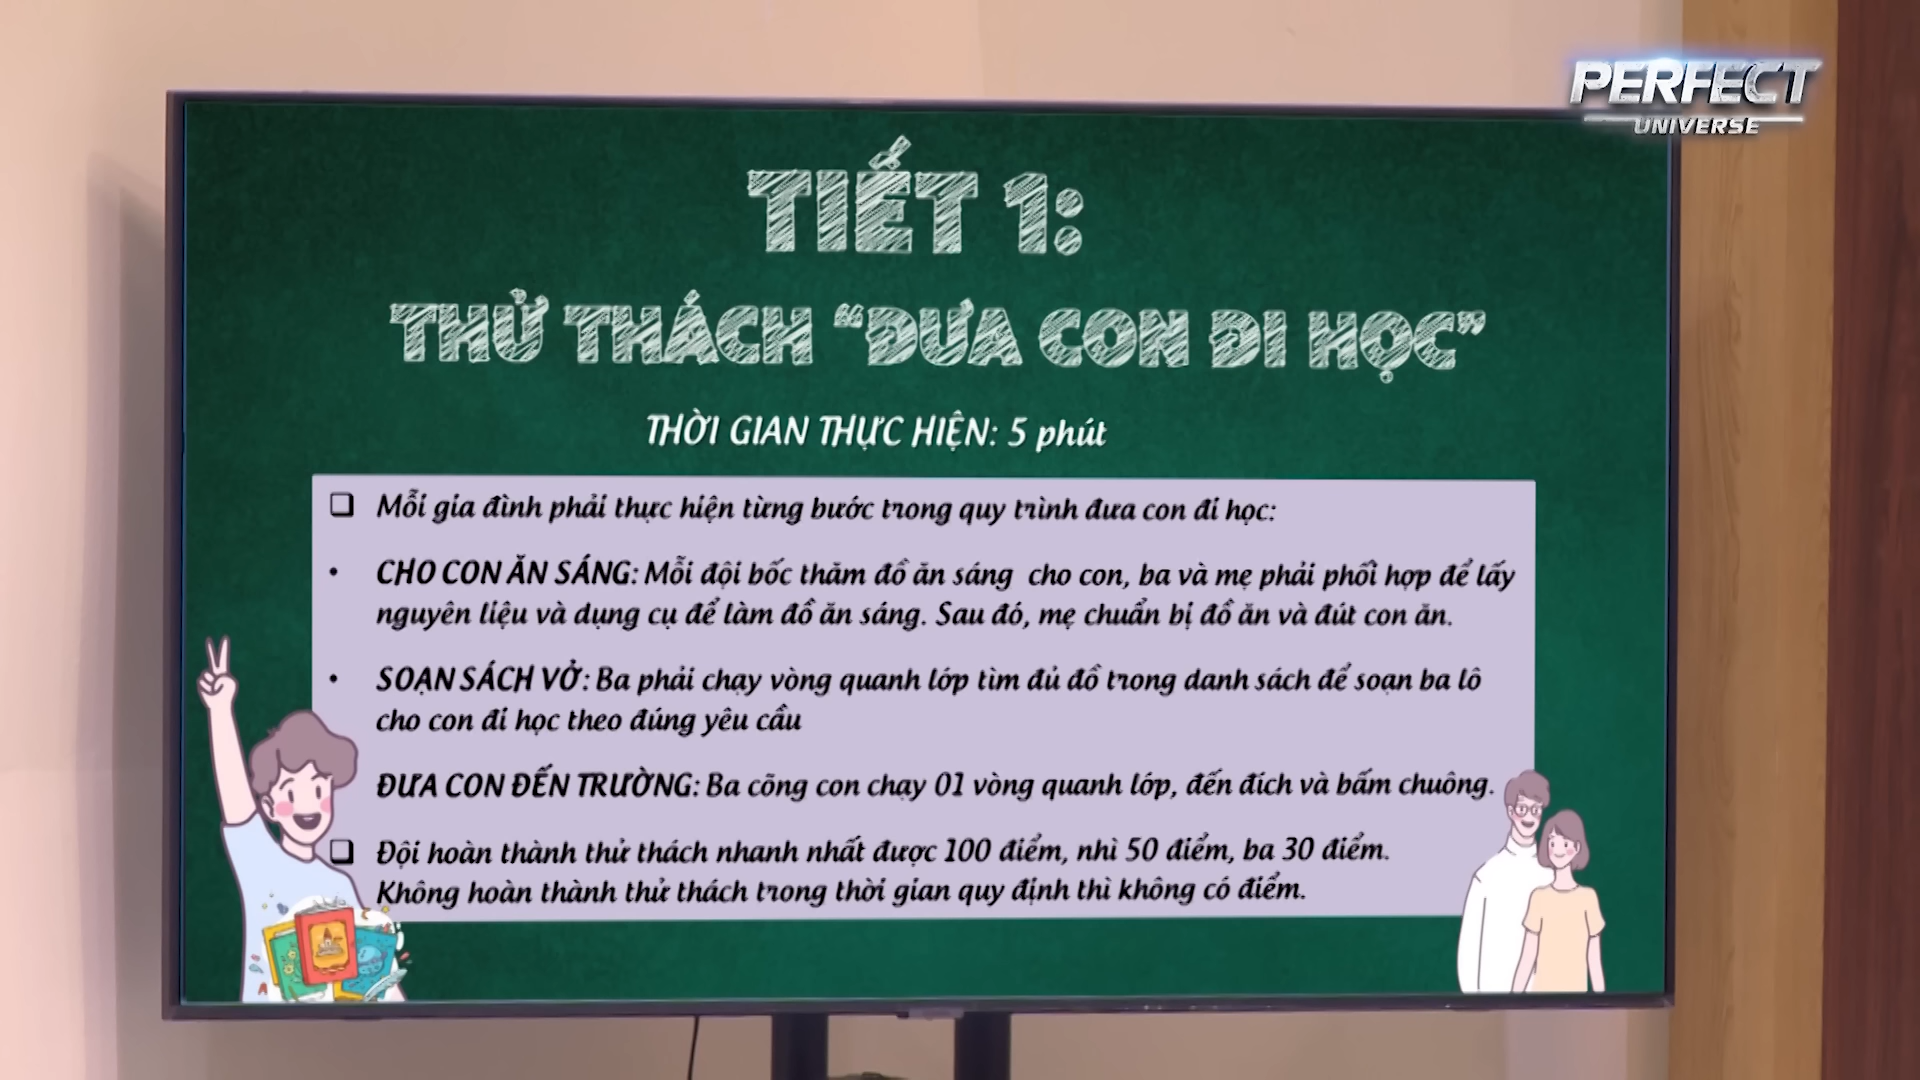 PERFECT
UNIVERSE
TIẾT 1:
THỬ THÁCH “ĐƯA CON ĐI HỌC”
THỜI GIAN THỰC HIỆN: 5 phút
❑ Mỗi gia đình phải thực hiện từng bước trong quy trình đưa con đi học:
• CHO CON ĂN SÁNG: Mỗi đội bốc thăm đồ ăn sáng cho con, ba và mẹ phải phối hợp để lấy
nguyên liệu và dụng cụ để làm đồ ăn sáng. Sau đó, mẹ chuẩn bị đồ ăn và đút con ăn.
• SOẠN SÁCH VỞ: Ba phải chạy vòng quanh lớp tìm đủ đồ trong danh sách để soạn ba lô
cho con đi học theo đúng yêu cầu
ĐƯA CON ĐẾN TRƯỜNG: Ba cõng con chạy 01 vòng quanh lớp, đến đích và bấm chuông.
❑ Đội hoàn thành thử thách nhanh nhất được 100 điểm, nhì 50 điểm, ba 30 điểm.
Không hoàn thành thử thách trong thời gian quy định thì không có điểm.